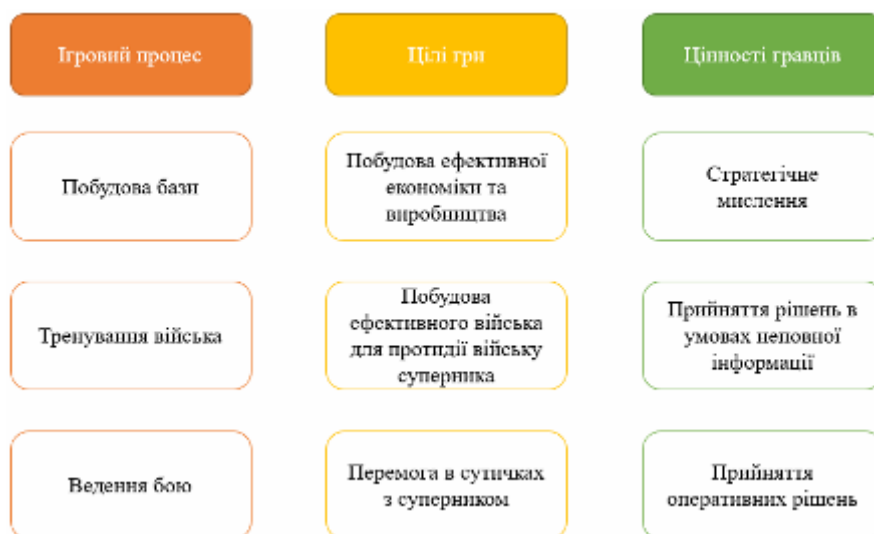 Ігровий процес
Цілі гри
Цінності гравців
Побудова бази
Побудова ефективної
економіки та
виробництва
Стратегічне
мислення
Тренування війська
Побудова
ефективного війська
для протидії війську
суперника
Прийняття рішень в
умовах неповної
інформації
Ведення бою
Перемога в сутичках
з суперником
Прийняття
оперативних рішень